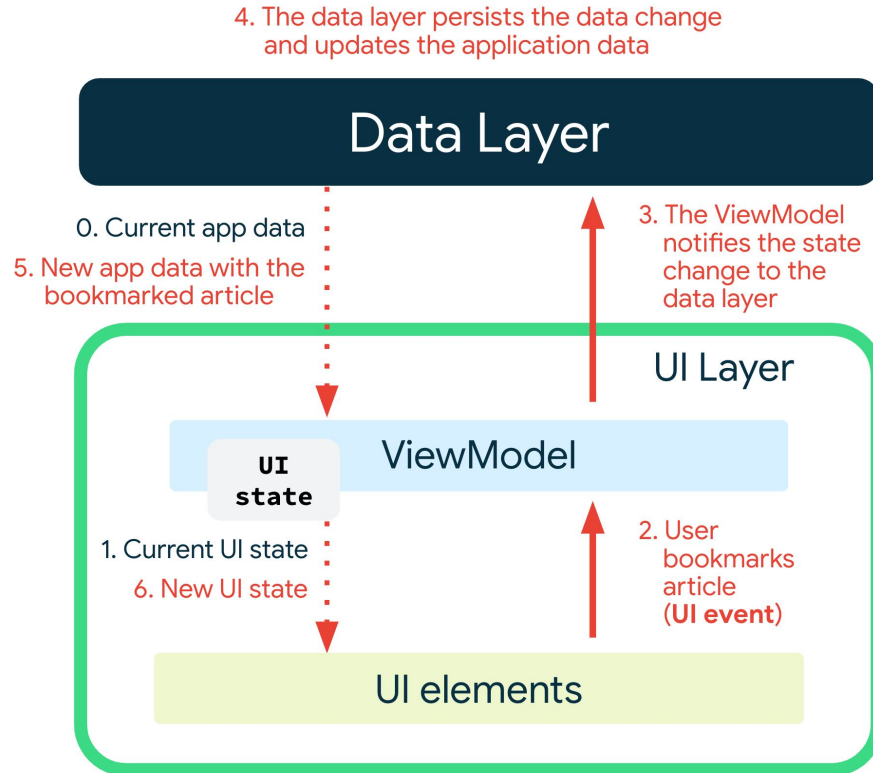 4. The data layer persists the data change
and updates the application data
Data Layer
0. Current app data
5. New app data with the
bookmarked article
3. The ViewModel
notifies the state
change to the
data layer
UI Layer
ViewModel
UI
state
1. Current UI state
6. New UI state
2. User
bookmarks
article
(UI event)
UI elements